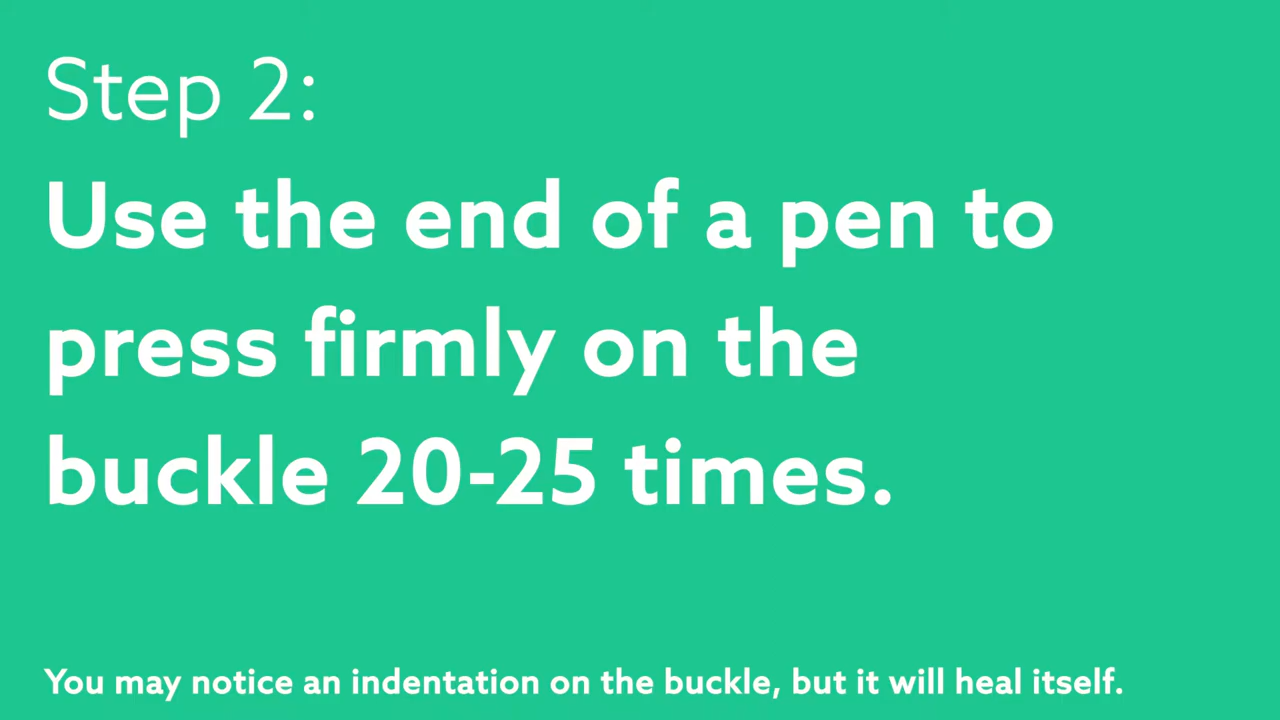 Step 2:
Use the end of a pen to
press firmly on the
buckle 20-25 times.
You may notice an indentation on the buckle, but it will heal itself.